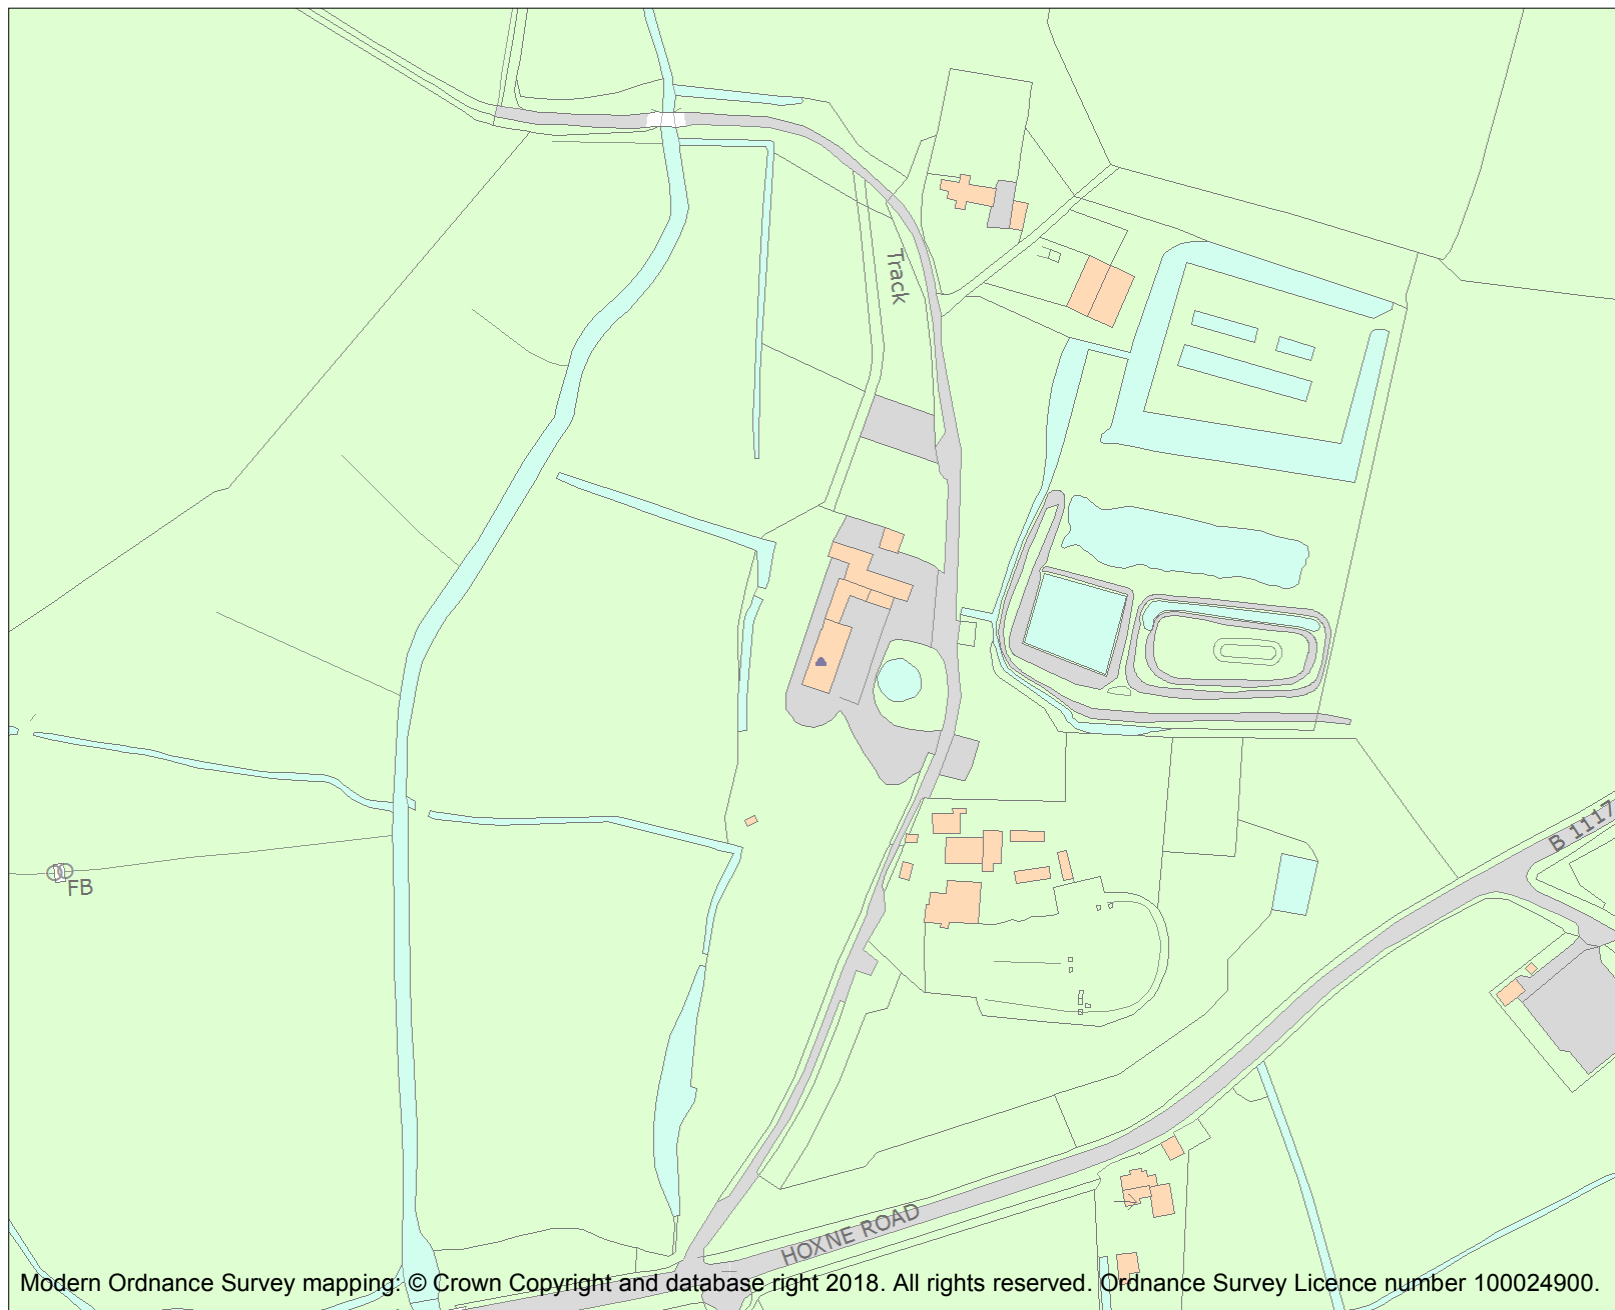 Track
B 1117
FB
HOXNE ROAD
Modern Ordnance Survey mapping: © Crown Copyright and database right 2018. All rights reserved. Ordnance Survey Licence number 100024900.